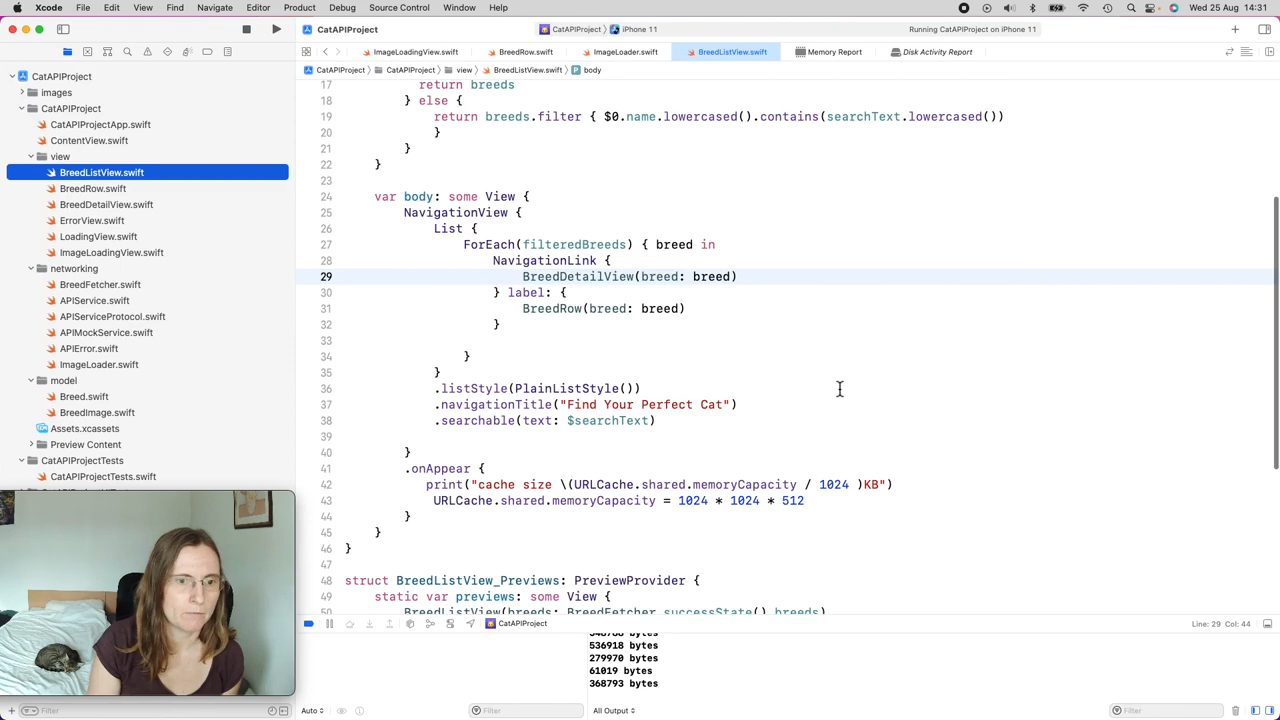 Xcode File Edit View Find Navigate Editor Product Debug Source Control Window Help Wed 25 Aug 14:31
CatAPIProject CatAPIProject iPhone 11 Running CatAPIProject on iPhone 11
ImageLoadingView.swift BreedRow.swift ImageLoader.swift BreedListView.swift Memory Report Disk Activity Report
CatAPIProject CatAPIProject view BreedListView.swift body
CatAPIProject
images
CatAPIProject
CatAPIProjectApp.swift
ContentView.swift
view
BreedListView.swift
BreedRow.swift
BreedDetailView.swift
ErrorView.swift
LoadingView.swift
ImageLoadingView.swift
networking
BreedFetcher.swift
APIService.swift
APIServiceProtocol.swift
APIMockService.swift
APIError.swift
ImageLoader.swift
model
Breed.swift
BreedImage.swift
Assets.xcassets
Preview Content
CatAPIProjectTests
CatAPIProjectTests.swift
17 return breeds
18 } else {
19 return breeds.filter { $0.name.lowercased().contains(searchText.lowercased())
20 }
21 }
22 }
23
24 var body: some View {
25 NavigationView {
26 List {
27 ForEach(filteredBreeds) { breed in
28 NavigationLink {
29 BreedDetailView(breed: breed)
30 } label: {
31 BreedRow(breed: breed)
32 }
33
34 }
35 }
36 .listStyle(PlainListStyle())
37 .navigationTitle("Find Your Perfect Cat")
38 .searchable(text: $searchText)
39
40 }
41 .onAppear {
42 print("cache size \(URLCache.shared.memoryCapacity / 1024 )KB")
43 URLCache.shared.memoryCapacity = 1024 * 1024 * 512
44 }
45 }
46 }
47
48 struct BreedListView_Previews: PreviewProvider {
49 static var previews: some View {
50 BreedListView(breeds: BreedFetcher.successState().breeds)
CatAPIProject Line: 29 Col: 44
bytes
536918 bytes
279970 bytes
61019 bytes
368793 bytes
Filter Auto Filter All Output Filter